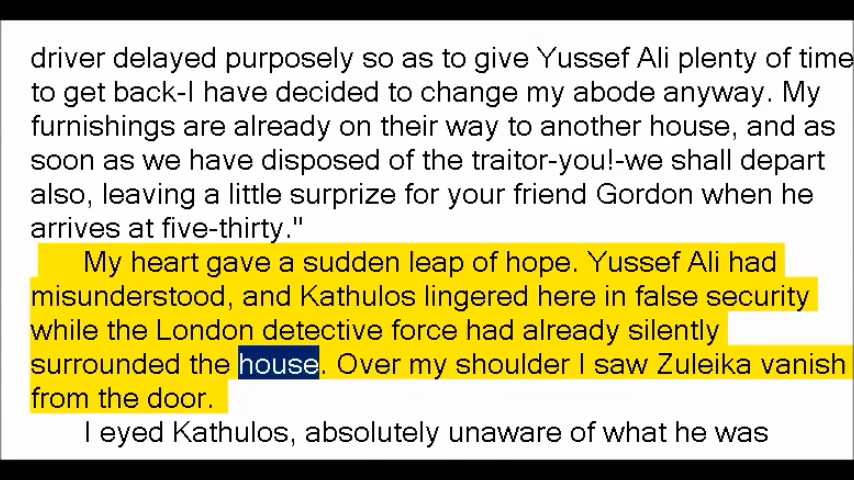 driver delayed purposely so as to give Yussef Ali plenty of time
to get back-I have decided to change my abode anyway. My
furnishings are already on their way to another house, and as
soon as we have disposed of the traitor-you!-we shall depart
also, leaving a little surprize for your friend Gordon when he
arrives at five-thirty."
My heart gave a sudden leap of hope. Yussef Ali had
misunderstood, and Kathulos lingered here in false security
while the London detective force had already silently
surrounded the house. Over my shoulder I saw Zuleika vanish
from the door.
I eyed Kathulos, absolutely unaware of what he was